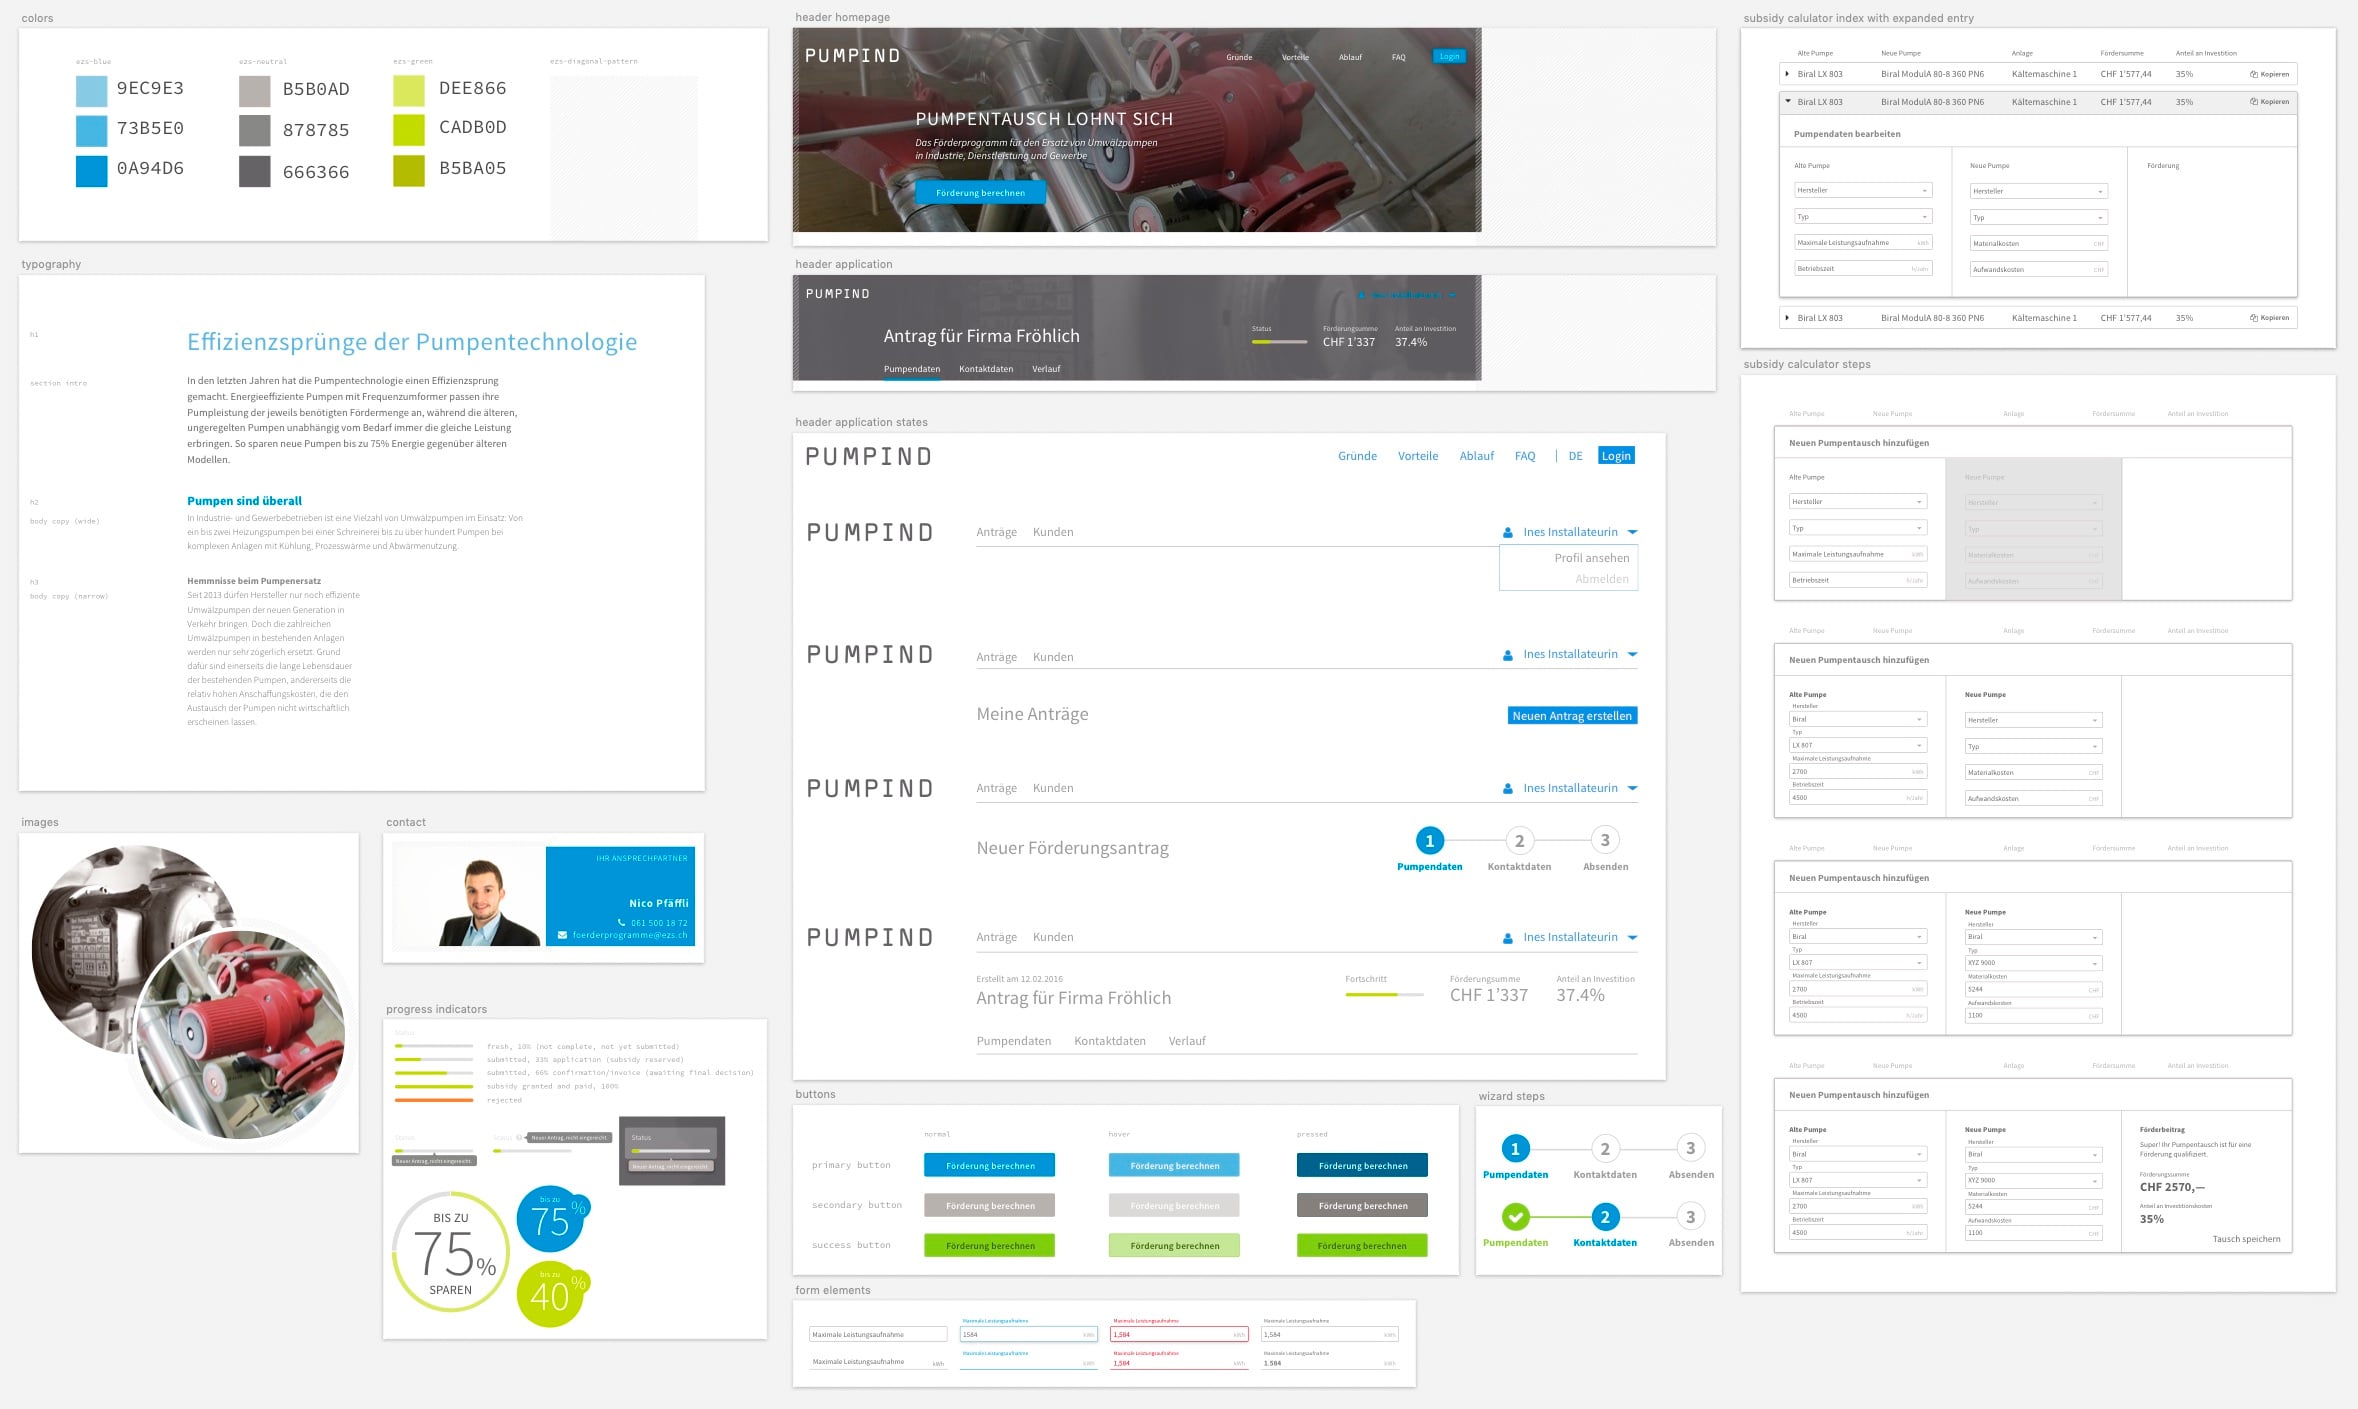 colors
ezs-blue
9EC9E3
73B5E0
0A94D6
ezs-neutral
B5B0AD
878785
666366
ezs-green
DEE866
CADB0D
B5BA05
ezs-diagonal-pattern
typography
h1
Effizienzsprünge der Pumpentechnologie
section intro
In den letzten Jahren hat die Pumpentechnologie einen Effizienzsprung
gemacht. Energieeffiziente Pumpen mit Frequenzumformer passen ihre
Pumpleistung der jeweils benötigten Fördermenge an, während die älteren,
ungeregelten Pumpen unabhängig vom Bedarf immer die gleiche Leistung
erbringen. So sparen neue Pumpen bis zu 75% Energie gegenüber älteren
Modellen.
h2
Pumpen sind überall
body copy (wide)
In Industrie- und Gewerbebetrieben ist eine Vielzahl von Umwälzpumpen im Einsatz: Von
ein bis zwei Heizungspumpen bei einer Schreinerei bis zu über hundert Pumpen bei
komplexen Anlagen mit Kühlung, Prozesswärme und Abwärmenutzung.
h3
Hemmnisse beim Pumpenersatz
body copy (narrow)
Seit 2013 dürfen Hersteller nur noch effiziente
Umwälzpumpen der neuen Generation in
Verkehr bringen. Doch die zahlreichen
Umwälzpumpen in bestehenden Anlagen
werden nur sehr zögerlich ersetzt. Grund
dafür sind einerseits die lange Lebensdauer
der bestehenden Pumpen, andererseits die
relativ hohen Anschaffungskosten, die den
Austausch der Pumpen nicht wirtschaftlich
erscheinen lassen.
images
contact
IHR ANSPRECHPARTNER
Nico Pfäffli
061 500 18 72
foerderprogramme@ezs.ch
progress indicators
Status
fresh, 10% (not complete, not yet submitted)
submitted, 33% application (subsidy reserved)
submitted, 66% confirmation/invoice (awaiting final decision)
subsidy granted and paid, 100%
rejected
Status
Neuer Antrag, nicht eingereicht.
Status
Neuer Antrag, nicht eingereicht.
Status
Neuer Antrag, nicht eingereicht.
BIS ZU
75%
SPAREN
bis zu
75%
bis zu
40%
header homepage
PUMPIND
Gründe Vorteile Ablauf FAQ Login
PUMPENTAUSCH LOHNT SICH
Das Förderprogramm für den Ersatz von Umwälzpumpen
in Industrie, Dienstleistung und Gewerbe
Förderung berechnen
header application
PUMPIND
Antrag für Firma Fröhlich
Status
Förderungsumme
CHF 1'337
Anteil an Investition
37.4%
Pumpendaten Kontaktdaten Verlauf
header application states
PUMPIND
Gründe Vorteile Ablauf FAQ | DE Login
PUMPIND
Anträge Kunden
Ines Installateurin
Profil ansehen
Abmelden
PUMPIND
Anträge Kunden
Ines Installateurin
Meine Anträge
Neuen Antrag erstellen
PUMPIND
Anträge Kunden
Ines Installateurin
Neuer Förderungsantrag
1 2 3
Pumpendaten Kontaktdaten Absenden
PUMPIND
Anträge Kunden
Ines Installateurin
Erstellt am 12.02.2016
Antrag für Firma Fröhlich
Fortschritt
Förderungsumme
CHF 1'337
Anteil an Investition
37.4%
Pumpendaten Kontaktdaten Verlauf
buttons
normal hover pressed
primary button Förderung berechnen Förderung berechnen Förderung berechnen
secondary button Förderung berechnen Förderung berechnen Förderung berechnen
success button Förderung berechnen Förderung berechnen Förderung berechnen
wizard steps
1 2 3
Pumpendaten Kontaktdaten Absenden
2 3
Pumpendaten Kontaktdaten Absenden
form elements
Maximale Leistungsaufnahme Maximale Leistungsaufnahme Maximale Leistungsaufnahme
Maximale Leistungsaufnahme 1584 kWh 1,584 kWh 1,584 kWh
Maximale Leistungsaufnahme Maximale Leistungsaufnahme Maximale Leistungsaufnahme
Maximale Leistungsaufnahme kWh kWh 1,584 kWh 1.584 kWh
subsidy calulator index with expanded entry
Alte Pumpe Neue Pumpe Anlage Fördersumme Anteil an Investition
Biral LX 803 Biral ModulA 80-8 360 PN6 Kältemaschine 1 CHF 1'577,44 35% Kopieren
Biral LX 803 Biral ModulA 80-8 360 PN6 Kältemaschine 1 CHF 1'577,44 35% Kopieren
Pumpendaten bearbeiten
Alte Pumpe Neue Pumpe Förderung
Hersteller Hersteller
Typ Typ
Maximale Leistungsaufnahme kWh Materialkosten CHF
Betriebszeit h/Jahr Aufwandskosten CHF
Biral LX 803 Biral ModulA 80-8 360 PN6 Kältemaschine 1 CHF 1'577,44 35% Kopieren
subsidy calculator steps
Alte Pumpe Neue Pumpe Anlage Fördersumme Anteil an Investition
Neuen Pumpentausch hinzufügen
Alte Pumpe Neue Pumpe
Hersteller Hersteller
Typ Typ
Maximale Leistungsaufnahme kWh Materialkosten CHF
Betriebszeit h/Jahr Aufwandskosten CHF
Alte Pumpe Neue Pumpe Anlage Fördersumme Anteil an Investition
Neuen Pumpentausch hinzufügen
Alte Pumpe Neue Pumpe
Hersteller
Biral Hersteller
Typ
LX 807 Typ
Maximale Leistungsaufnahme
2700 kWh Materialkosten CHF
Betriebszeit
4500 h/Jahr Aufwandskosten CHF
Alte Pumpe Neue Pumpe Anlage Fördersumme Anteil an Investition
Neuen Pumpentausch hinzufügen
Alte Pumpe Neue Pumpe
Hersteller Hersteller
Biral Biral
Typ Typ
LX 807 XYZ 9000
Maximale Leistungsaufnahme Materialkosten
2700 kWh 5244 CHF
Betriebszeit Aufwandskosten
4500 h/Jahr 1100 CHF
Alte Pumpe Neue Pumpe Anlage Fördersumme Anteil an Investition
Neuen Pumpentausch hinzufügen
Alte Pumpe Neue Pumpe
Hersteller Hersteller
Biral Biral
Typ Typ
LX 807 XYZ 9000
Maximale Leistungsaufnahme Materialkosten
2700 kWh 5244 CHF
Betriebszeit Aufwandskosten
4500 h/Jahr 1100 CHF
Förderbeitrag
Super! Ihr Pumpentausch ist für eine
Förderung qualifiziert.
Förderungssumme
CHF 2570,—
Anteil an Investitionskosten
35%
Tausch speichern